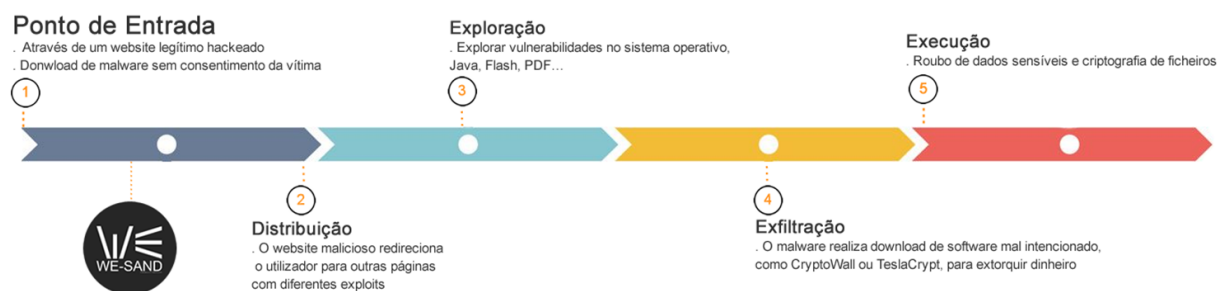 Ponto de Entrada
. Através de um website legítimo hackeado
. Donwload de malware sem consentimento da vítima
1
WE-SAND
2
Distribuição
. O website malicioso redireciona
o utilizador para outras páginas
com diferentes exploits
Exploração
. Explorar vulnerabilidades no sistema operativo,
Java, Flash, PDF...
3
4
Exfiltração
. O malware realiza download de software mal intencionado,
como CryptoWall ou TeslaCrypt, para extorquir dinheiro
Execução
. Roubo de dados sensíveis e criptografia de ficheiros
5